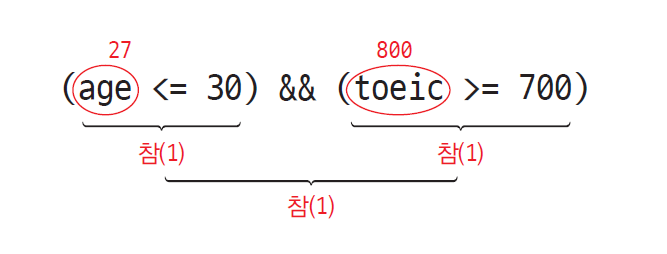 27 800
(age <= 30) && (toeic >= 700)
참(1) 참(1)
참(1)